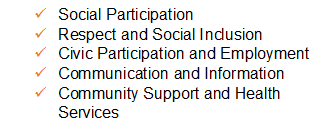 ✓ Social Participation
✓ Respect and Social Inclusion
✓ Civic Participation and Employment
✓ Communication and Information
✓ Community Support and Health
Services